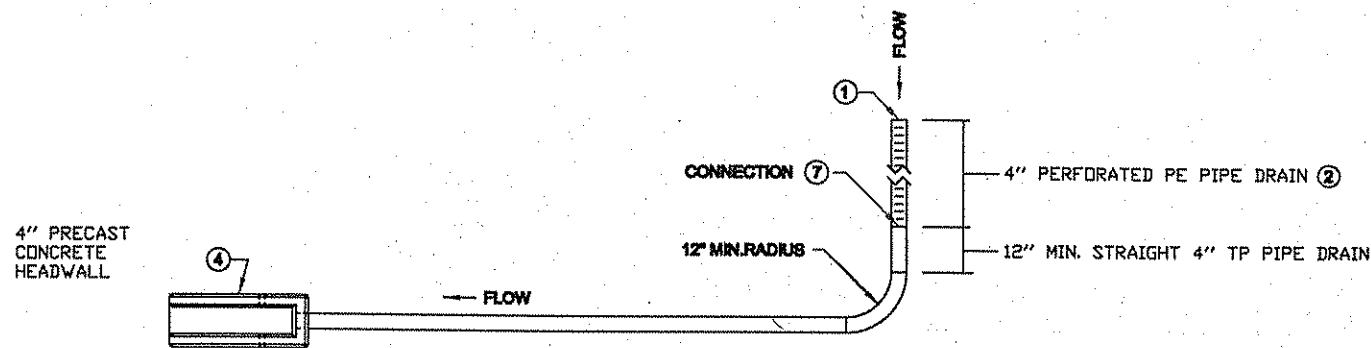 FLOW
1
4" PERFORATED PE PIPE DRAIN 2
CONNECTION 7
12" MIN.RADIUS
12" MIN. STRAIGHT 4" TP PIPE DRAIN
4" PRECAST
CONCRETE
HEADWALL
4
FLOW